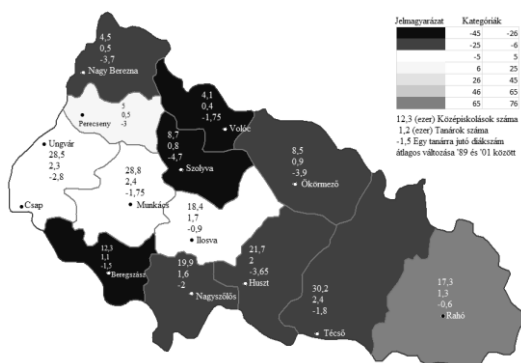 Jelmagyarázat Kategóriák
-45 -26
-25 -6
-5 5
6 25
26 45
46 65
65 76
12,3 (ezer) Középiskolások száma
1,2 (ezer) Tanárok száma
-1,5 Egy tanárra jutó diákszám
átlagos változása '89 és '01 között
4,5
0,5
-3,7
Nagy Berezna
5
0,5
-3
Perecseny
4,1
0,4
-1,75
Volóc
8,7
0,8
-4,7
Szolyva
Ungvár
28,5
2,3
-2,8
Csap
28,8
2,4
-1,75
Munkács
8,5
0,9
-3,9
Ökörmező
18,4
1,7
-0,9
Ilosva
12,3
1,1
-1,5
Beregszász
19,9
1,6
-2
Nagyszőlős
21,7
2
-3,65
Huszt
30,2
2,4
-1,8
Técső
17,3
1,3
-0,6
Rahó